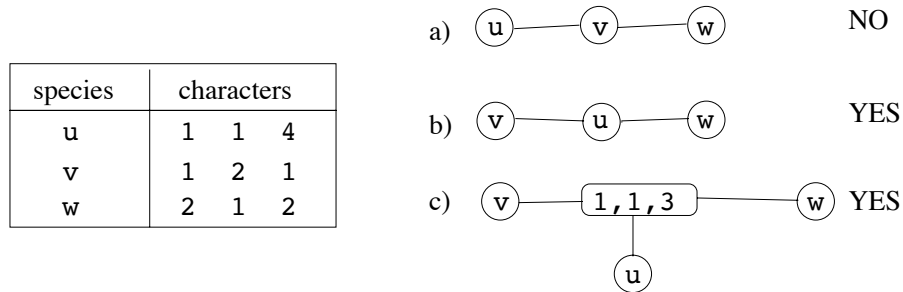 species characters
u 1 1 4
v 1 2 1
w 2 1 2
a) u v w NO
b) v u w YES
c) v 1,1,3 w YES
u